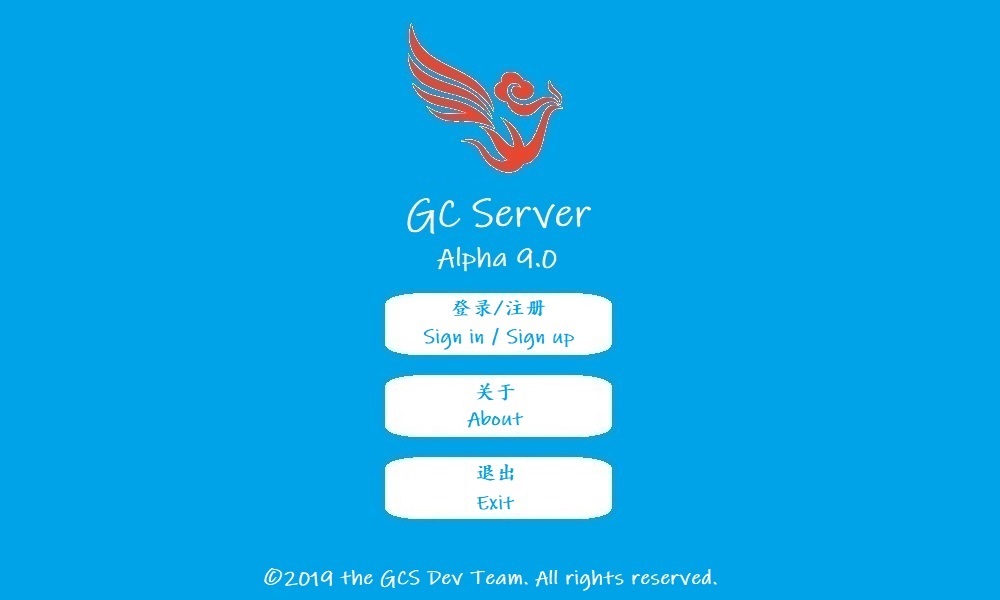 GC Server
Alpha 9.0
登录/注册
Sign in / Sign up
关于
About
退出
Exit
©2019 the GCS Dev Team. All rights reserved.